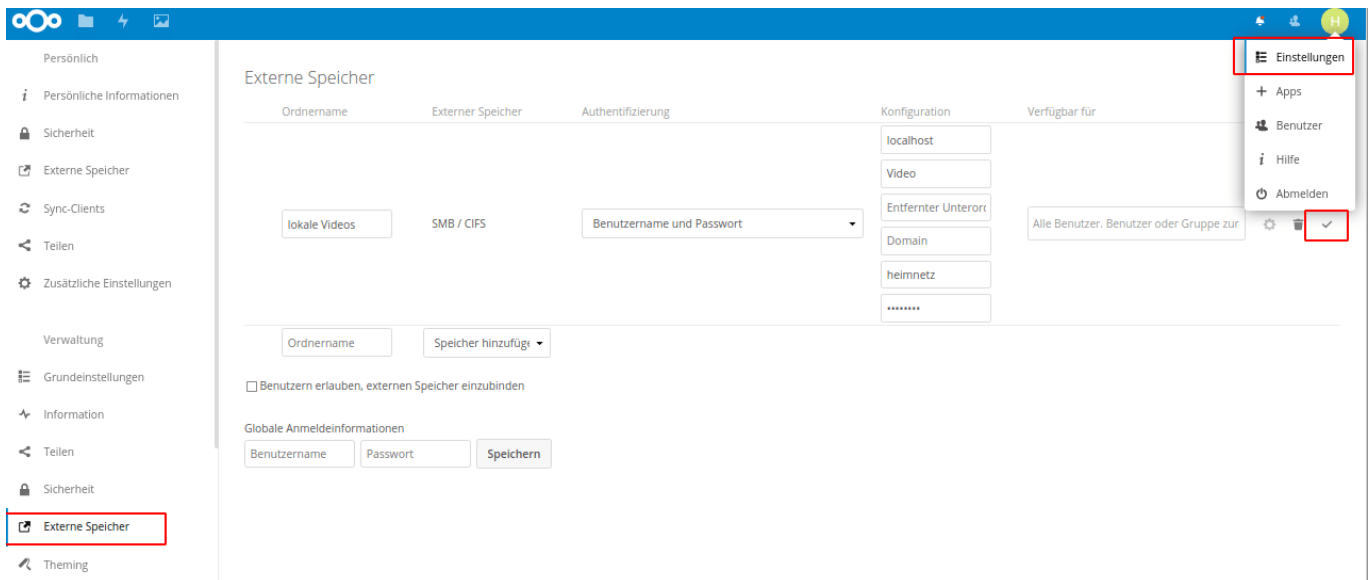 H
Persönlich
Persönliche Informationen
Sicherheit
Externe Speicher
Sync-Clients
Teilen
Zusätzliche Einstellungen
Verwaltung
Grundeinstellungen
Information
Teilen
Sicherheit
Externe Speicher
Theming
Externe Speicher
Ordnername Externer Speicher Authentifizierung Konfiguration Verfügbar für
localhost
Video
Entfernter Unterord
lokale Videos SMB / CIFS Benutzername und Passwort Alle Benutzer. Benutzer oder Gruppe zur
Domain
heimnetz
••••••••
Ordnername Speicher hinzufüge
Benutzern erlauben, externen Speicher einzubinden
Globale Anmeldeinformationen
Benutzername Passwort Speichern
Einstellungen
Apps
Benutzer
Hilfe
Abmelden